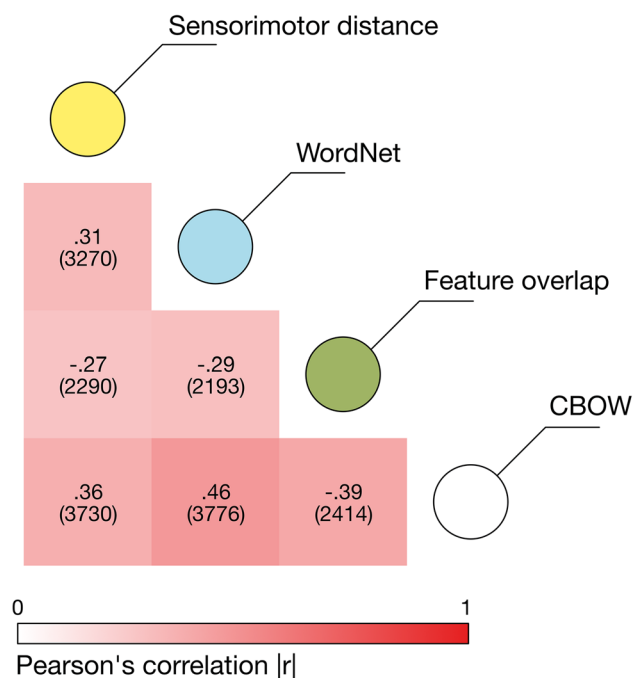 Sensorimotor distance
WordNet
.31
(3270)
Feature overlap
-.27
(2290)
-.29
(2193)
CBOW
.36
(3730)
.46
(3776)
-.39
(2414)
0
1
Pearson's correlation |r|